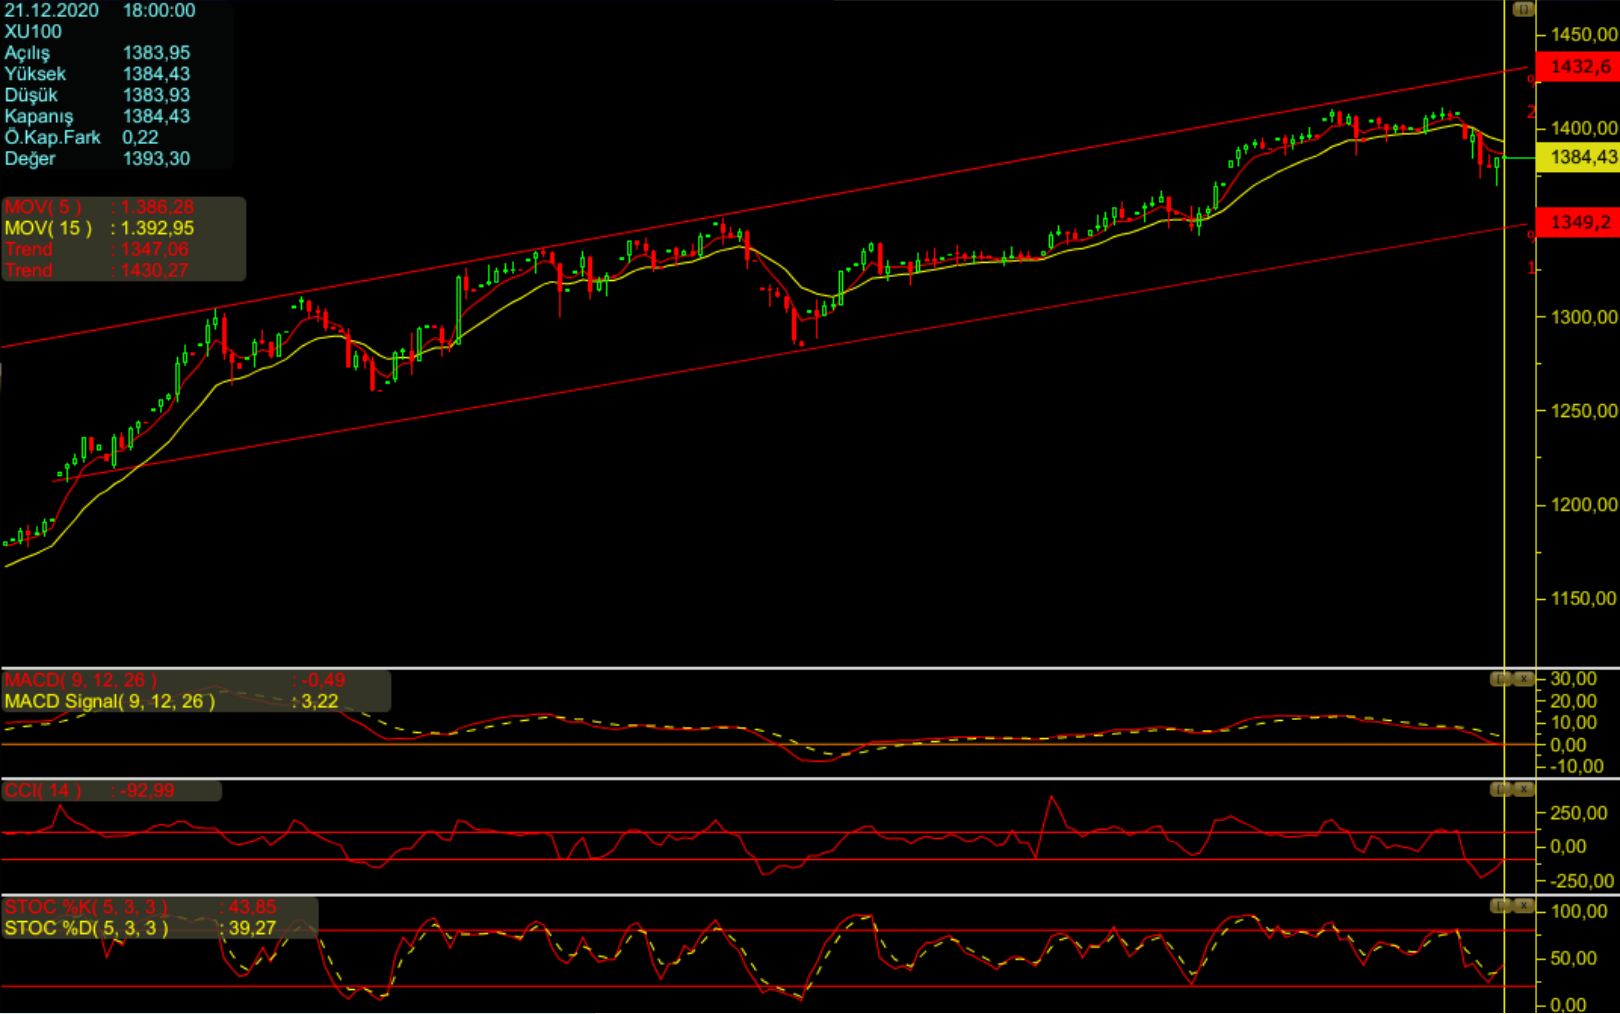 21.12.2020 18:00:00
XU100
Açılış 1383,95
Yüksek 1384,43
Düşük 1383,93
Kapanış 1384,43
Ö.Kap.Fark 0,22
Değer 1393,30
MOV( 5 ) : 1.386,28
MOV( 15 ) : 1.392,95
Trend : 1347,06
Trend : 1430,27
1450,00
1432,6
1400,00
1384,43
1349,2
1300,00
1250,00
1200,00
1150,00
MACD( 9, 12, 26 ) : -0,49
MACD Signal( 9, 12, 26 ) : 3,22
30,00
20,00
10,00
0,00
-10,00
CCI( 14 ) : -92,99
250,00
0,00
-250,00
STOC %K( 5, 3, 3 ) : 43,85
STOC %D( 5, 3, 3 ) : 39,27
100,00
50,00
0,00